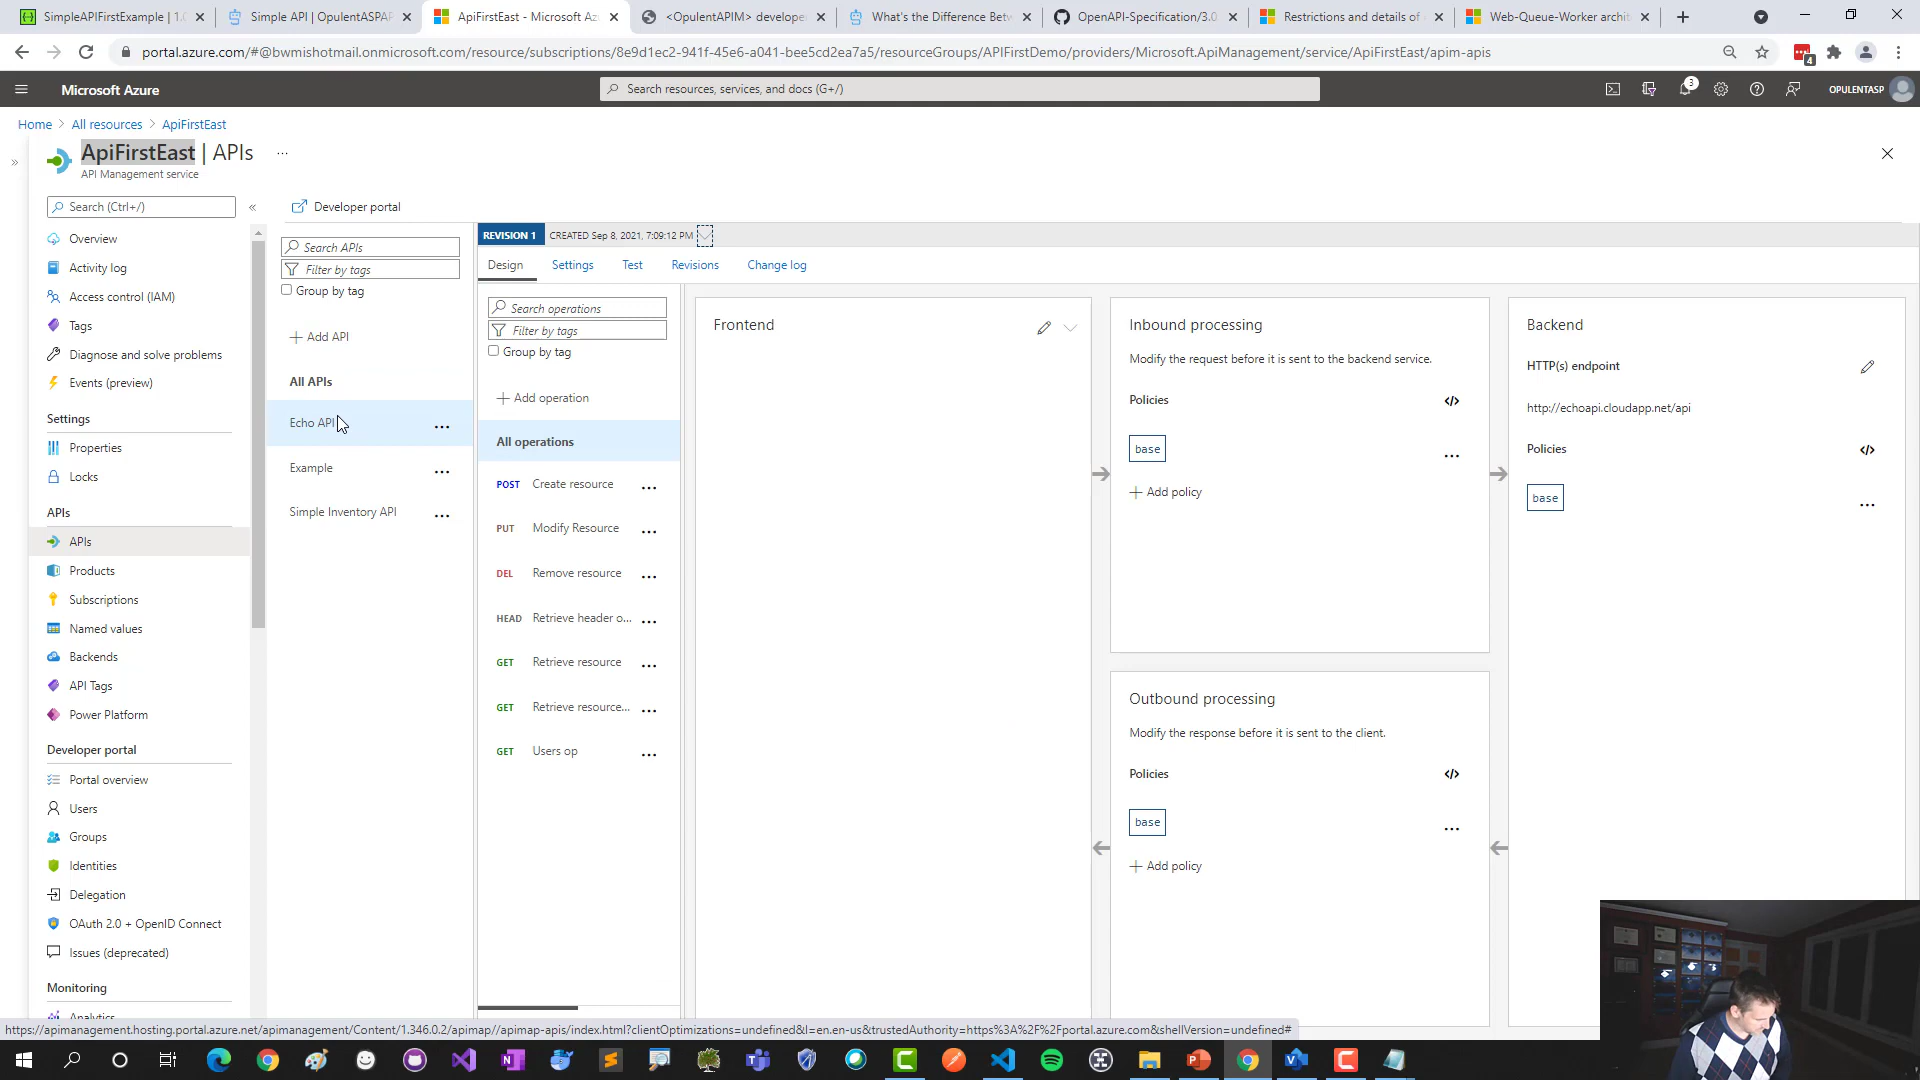 SimpleAPIFirstExample | 1.0
Simple API | OpulentASPAP
ApiFirstEast - Microsoft Azu
<OpulentAPIM> develope
What's the Difference Betw
OpenAPI-Specification/3.0
Restrictions and details of
Web-Queue-Worker archit
portal.azure.com/#@bwmishotmail.onmicrosoft.com/resource/subscriptions/8e9d1ec2-941f-45e6-a041-bee5cd2ea7a5/resourceGroups/APIFirstDemo/providers/Microsoft.ApiManagement/service/ApiFirstEast/apim-apis
4
Microsoft Azure
Search resources, services, and docs (G+/)
3
OPULENTASP
Home > All resources > ApiFirstEast
ApiFirstEast | APIs
...
API Management service
Search (Ctrl+/)
Overview
Activity log
Access control (IAM)
Tags
Diagnose and solve problems
Events (preview)
Settings
Properties
Locks
APIs
APIs
Products
Subscriptions
Named values
Backends
API Tags
Power Platform
Developer portal
Portal overview
Users
Groups
Identities
Delegation
OAuth 2.0 + OpenID Connect
Issues (deprecated)
Monitoring
Analytics
Developer portal
Search APIs
Filter by tags
Group by tag
+ Add API
All APIs
Echo API
Example
Simple Inventory API
REVISION 1
CREATED Sep 8, 2021, 7:09:12 PM
Design
Settings
Test
Revisions
Change log
Search operations
Filter by tags
Group by tag
+ Add operation
All operations
POST Create resource
PUT Modify Resource
DEL Remove resource
HEAD Retrieve header o...
GET Retrieve resource
GET Retrieve resource...
GET Users op
Frontend
Inbound processing
Modify the request before it is sent to the backend service.
Policies
</>
base
+ Add policy
Outbound processing
Modify the response before it is sent to the client.
Policies
</>
base
+ Add policy
Backend
HTTP(s) endpoint
http://echoapi.cloudapp.net/api
Policies
</>
base
https://apimanagement.hosting.portal.azure.net/apimanagement/Content/1.346.0.2/apimap//apimap-apis/index.html?clientOptimizations=undefined&l=en.en-us&trustedAuthority=https%3A%2F%2Fportal.azure.com&shellVersion=undefined#